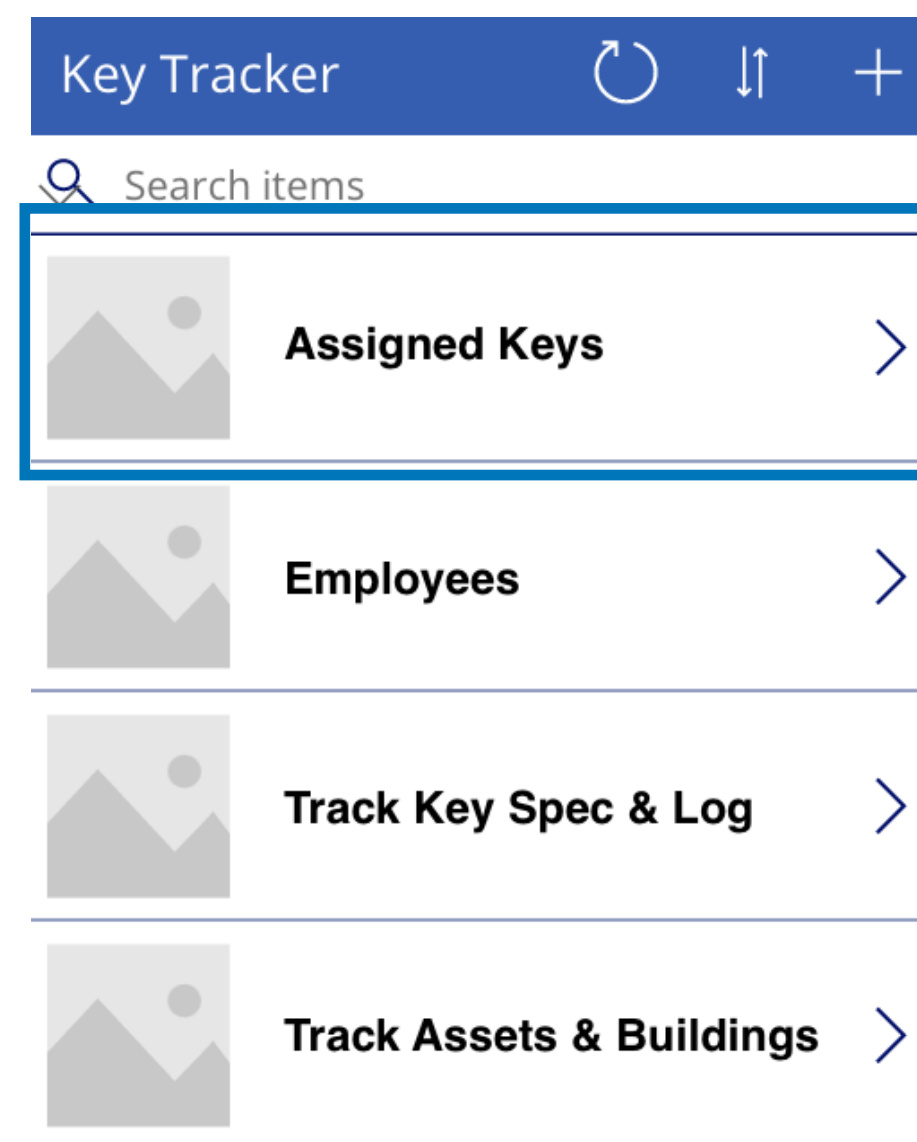 Key Tracker
Search items
Assigned Keys
Employees
Track Key Spec & Log
Track Assets & Buildings